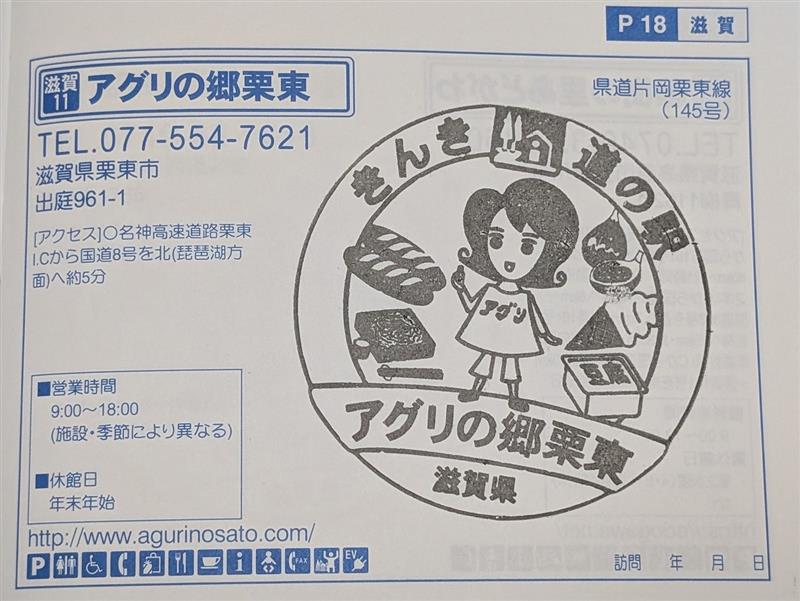 P 18 滋賀
滋賀
11
アグリの郷栗東
県道片岡栗東線
(145号)
TEL.077-554-7621
滋賀県栗東市
出庭961-1
[アクセス]○名神高速道路栗東
I.Cから国道8号を北(琵琶湖方
面)へ約5分
■営業時間
9:00～18:00
(施設・季節により異なる)
■休館日
年末年始
http://www.agurinosato.com/
P
i
FAX
EV
きんき 道の駅
アグリ
豆腐
アグリの郷栗東
滋賀県
訪問 年 月 日